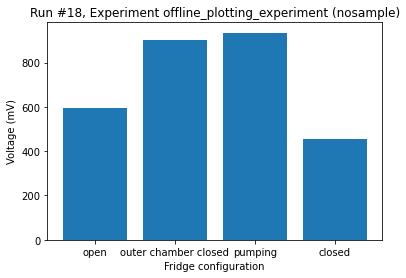 Run #18, Experiment offline_plotting_experiment (nosample)
Voltage (mV)
800
600
400
200
0
open outer chamber closed pumping closed
Fridge configuration